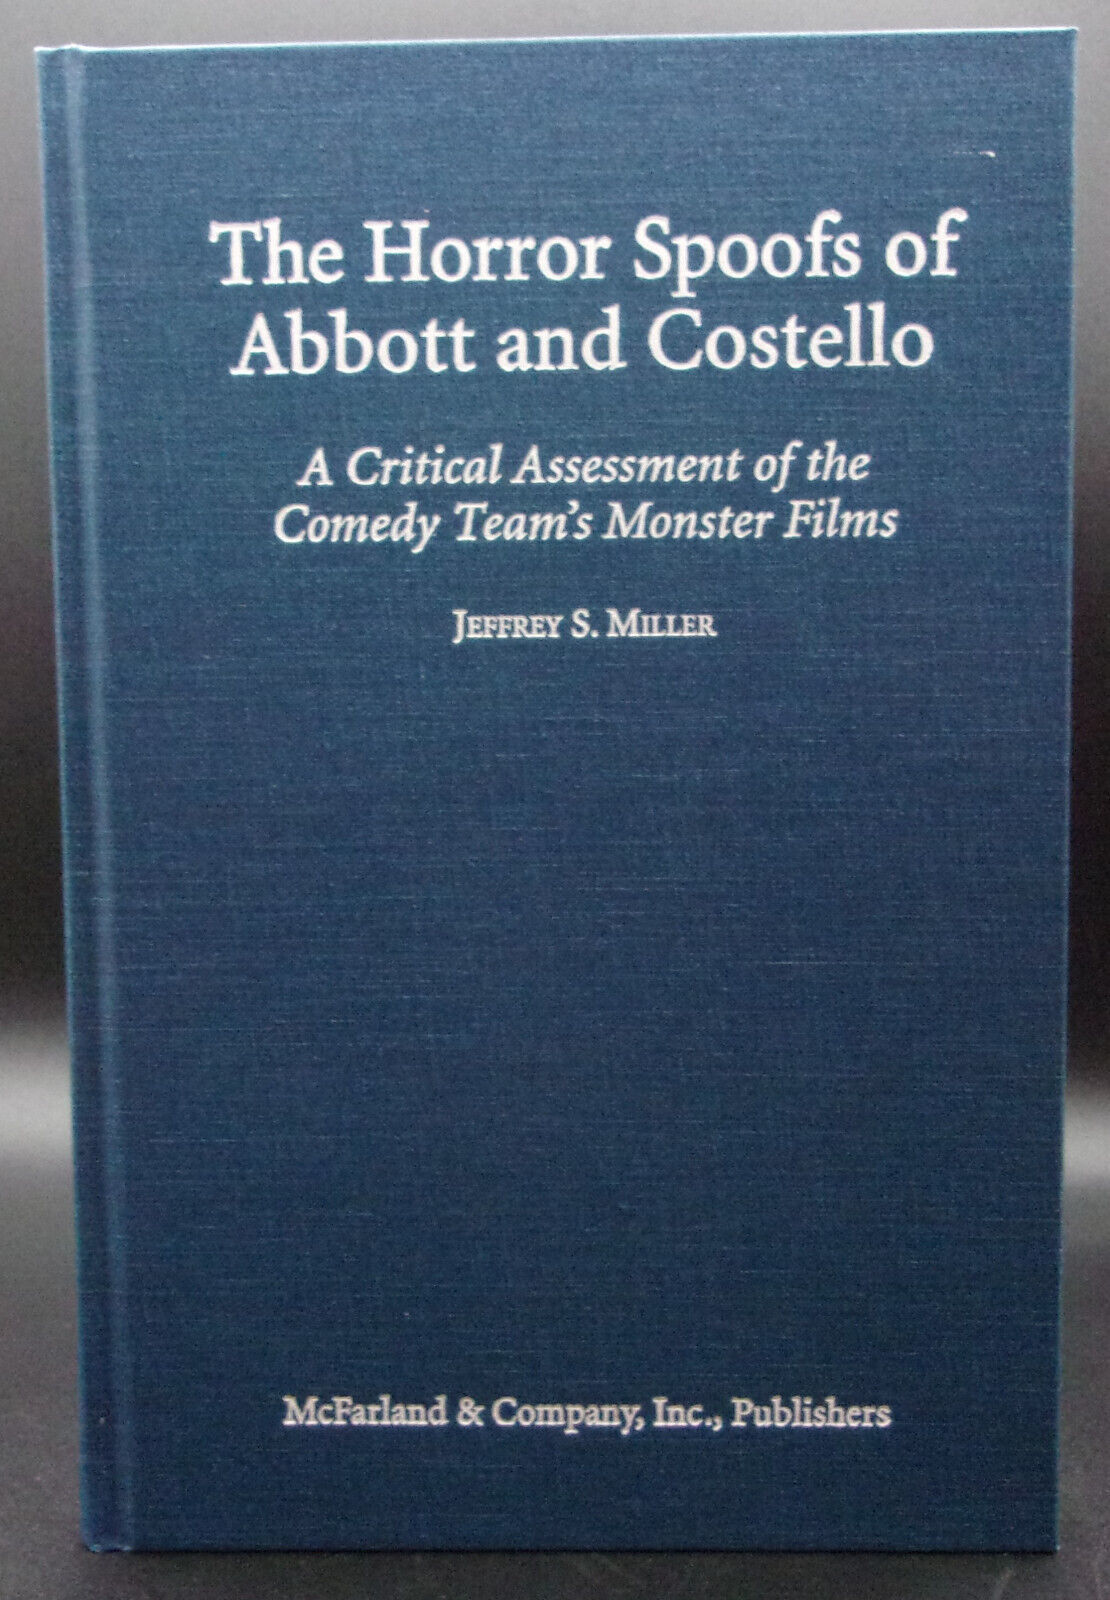 The Horror Spoofs of
Abbott and Costello
A Critical Assessment of the
Comedy Team's Monster Films
JEFFREY S. MILLER
McFarland & Company, Inc., Publishers